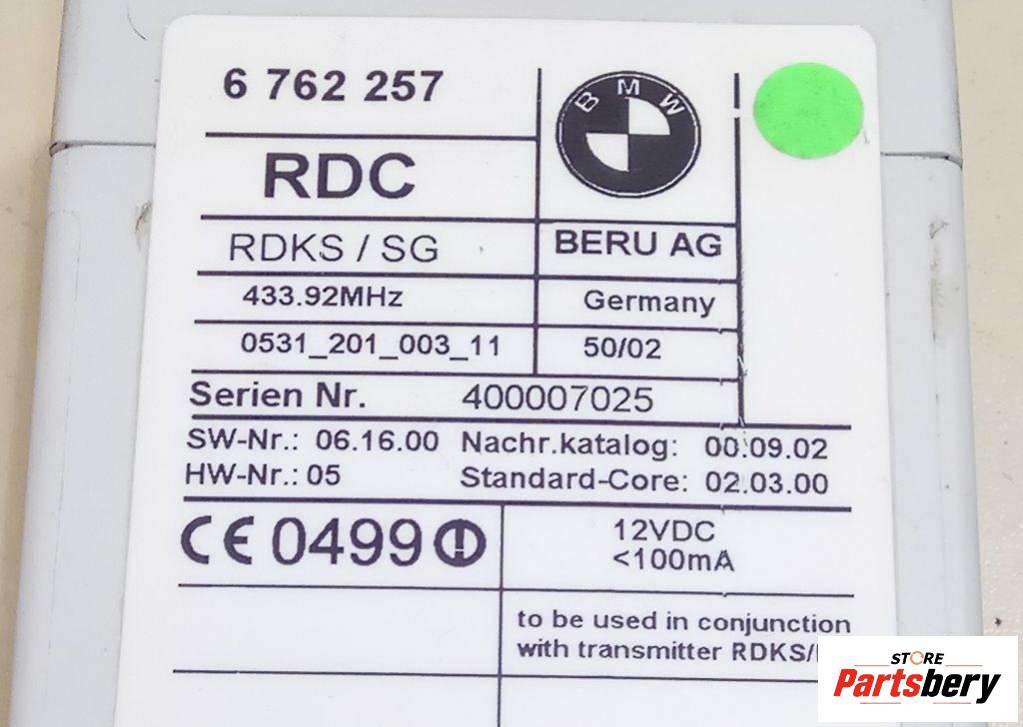 6 762 257
BMW
RDC
RDKS / SG
BERU AG
433.92MHz
Germany
0531_201_003_11
50/02
Serien Nr. 400007025
SW-Nr.: 06.16.00 Nachr.katalog: 00.09.02
HW-Nr.: 05 Standard-Core: 02.03.00
CE 0499
12VDC
<100mA
to be used in conjunction
with transmitter RDKS/
STORE
Partsbery